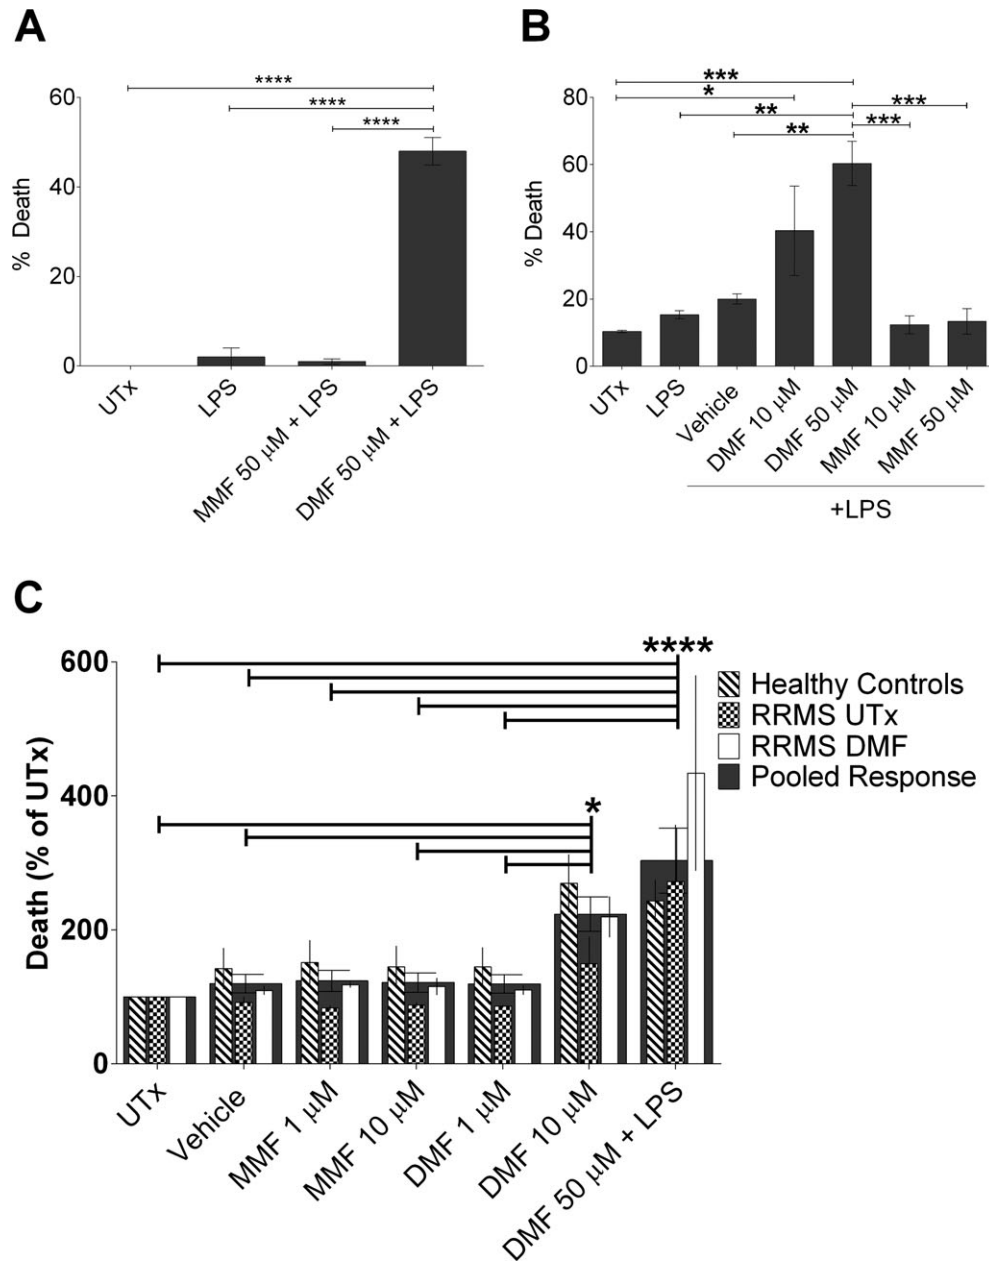 A
****
****
****
60
40
20
0
% Death
UTx
LPS
MMF 50 µM + LPS
DMF 50 µM + LPS
B
***
*
**
**
***
***
80
60
40
20
0
% Death
UTx
LPS
Vehicle
DMF 10 µM
DMF 50 µM
MMF 10 µM
MMF 50 µM
+LPS
C
****
*
600
400
200
0
Death (% of UTx)
Healthy Controls
RRMS UTx
RRMS DMF
Pooled Response
UTx
Vehicle
MMF 1 µM
MMF 10 µM
DMF 1 µM
DMF 10 µM
DMF 50 µM + LPS